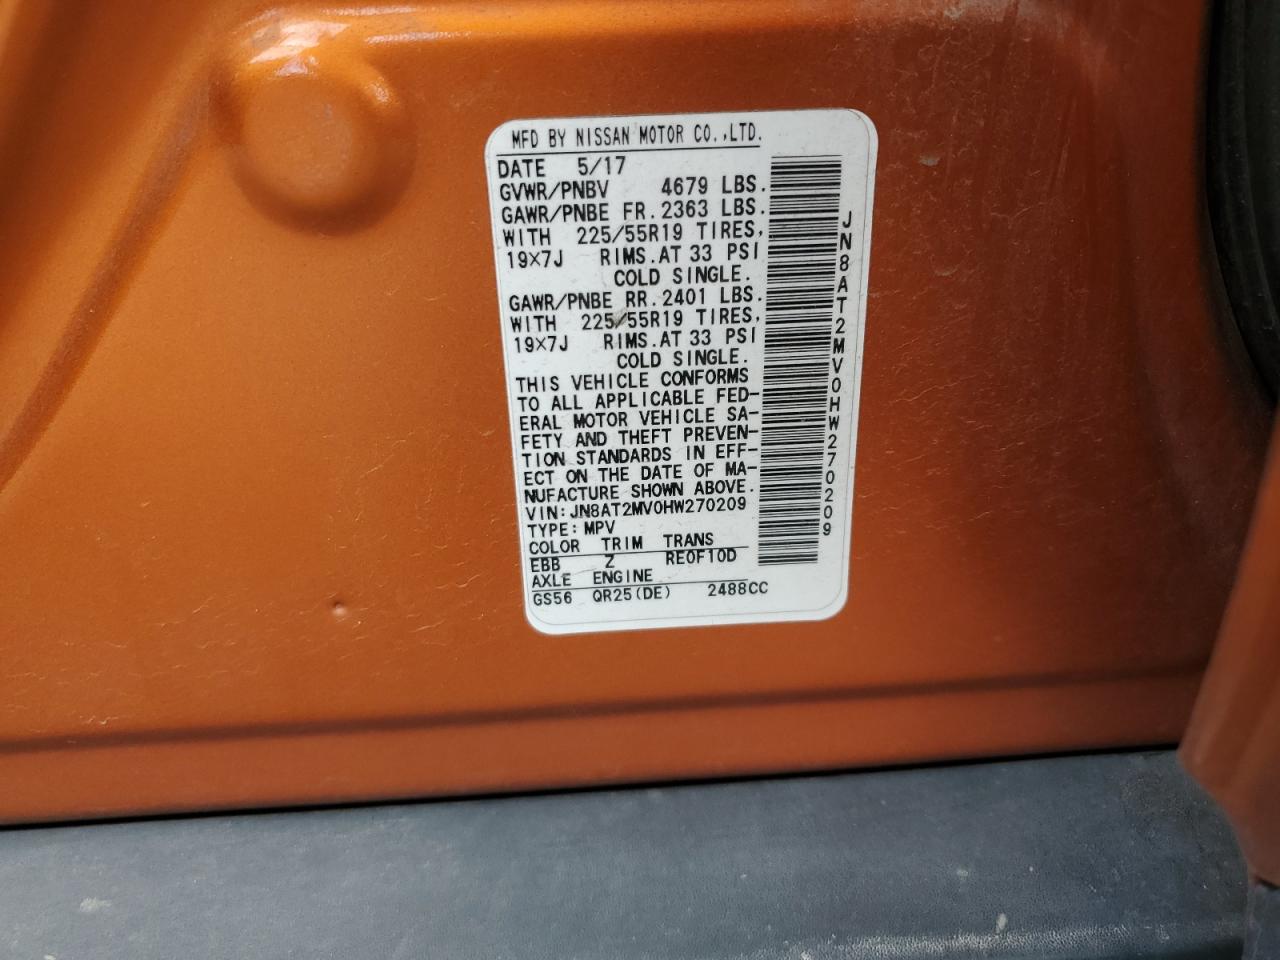 MFD BY NISSAN MOTOR CO.,LTD.
DATE 5/17
GVWR/PNBV 4679 LBS.
GAWR/PNBE FR. 2363 LBS.
WITH 225/55R19 TIRES,
19×7J RIMS.AT 33 PSI
COLD SINGLE.
GAWR/PNBE RR. 2401 LBS.
WITH 225/55R19 TIRES,
19×7J RIMS.AT 33 PSI
COLD SINGLE.
THIS VEHICLE CONFORMS
TO ALL APPLICABLE FED-
ERAL MOTOR VEHICLE SA-
FETY AND THEFT PREVEN-
TION STANDARDS IN EFF-
ECT ON THE DATE OF MA-
NUFACTURE SHOWN ABOVE.
VIN:JN8AT2MV0HW270209
TYPE:MPV
COLOR TRIM TRANS
EBB Z RE0F10D
AXLE ENGINE
GS56 QR25(DE) 2488CC
JN8AT2MV0HW270209